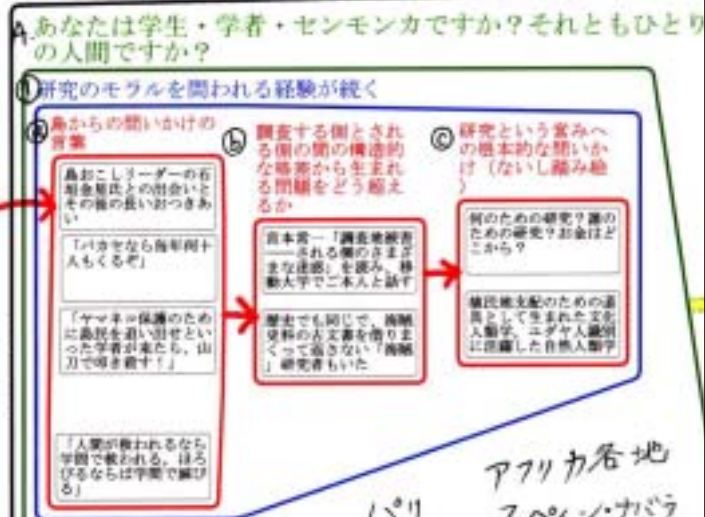 A. あなたは学生・学者・センモンカですか？それともひとり
の人間ですか？
① 研究のモラルを問われる経験が続く
ⓐ 島からの問いかけの
言葉
島おこしリーダーの石
垣金星氏との出会いと
その後の長いおつきあ
い
「バカセなら毎年何十
人もくるぞ」
「ヤマネコ保護のため
に島民を追い出せとい
った学者が来たら、山
刀で叩き殺す！」
「人間が救われるなら
学問で救われる。ほろ
びるならば学問で滅び
る」
ⓑ 調査する側とされ
る側の間の構造的
な格差から生まれ
る問題をどう超え
るか
宮本常一「調査地被害
――される側のさまざ
まな迷惑」を読み、移
動大学でご本人と話す
歴史でも同じで、海賊
史料の古文書を借りま
くって返さない「海賊
」研究者もいた
ⓒ 研究という営みへ
の根本的な問いか
け（ないし踏み絵
）
何のための研究？誰の
ための研究？お金はど
こから？
植民地支配のための道
具として生まれた文化
人類学、ユダヤ人識別
に活躍した自然人類学
アフリカ各地
パリ
スペイン・ナバラ